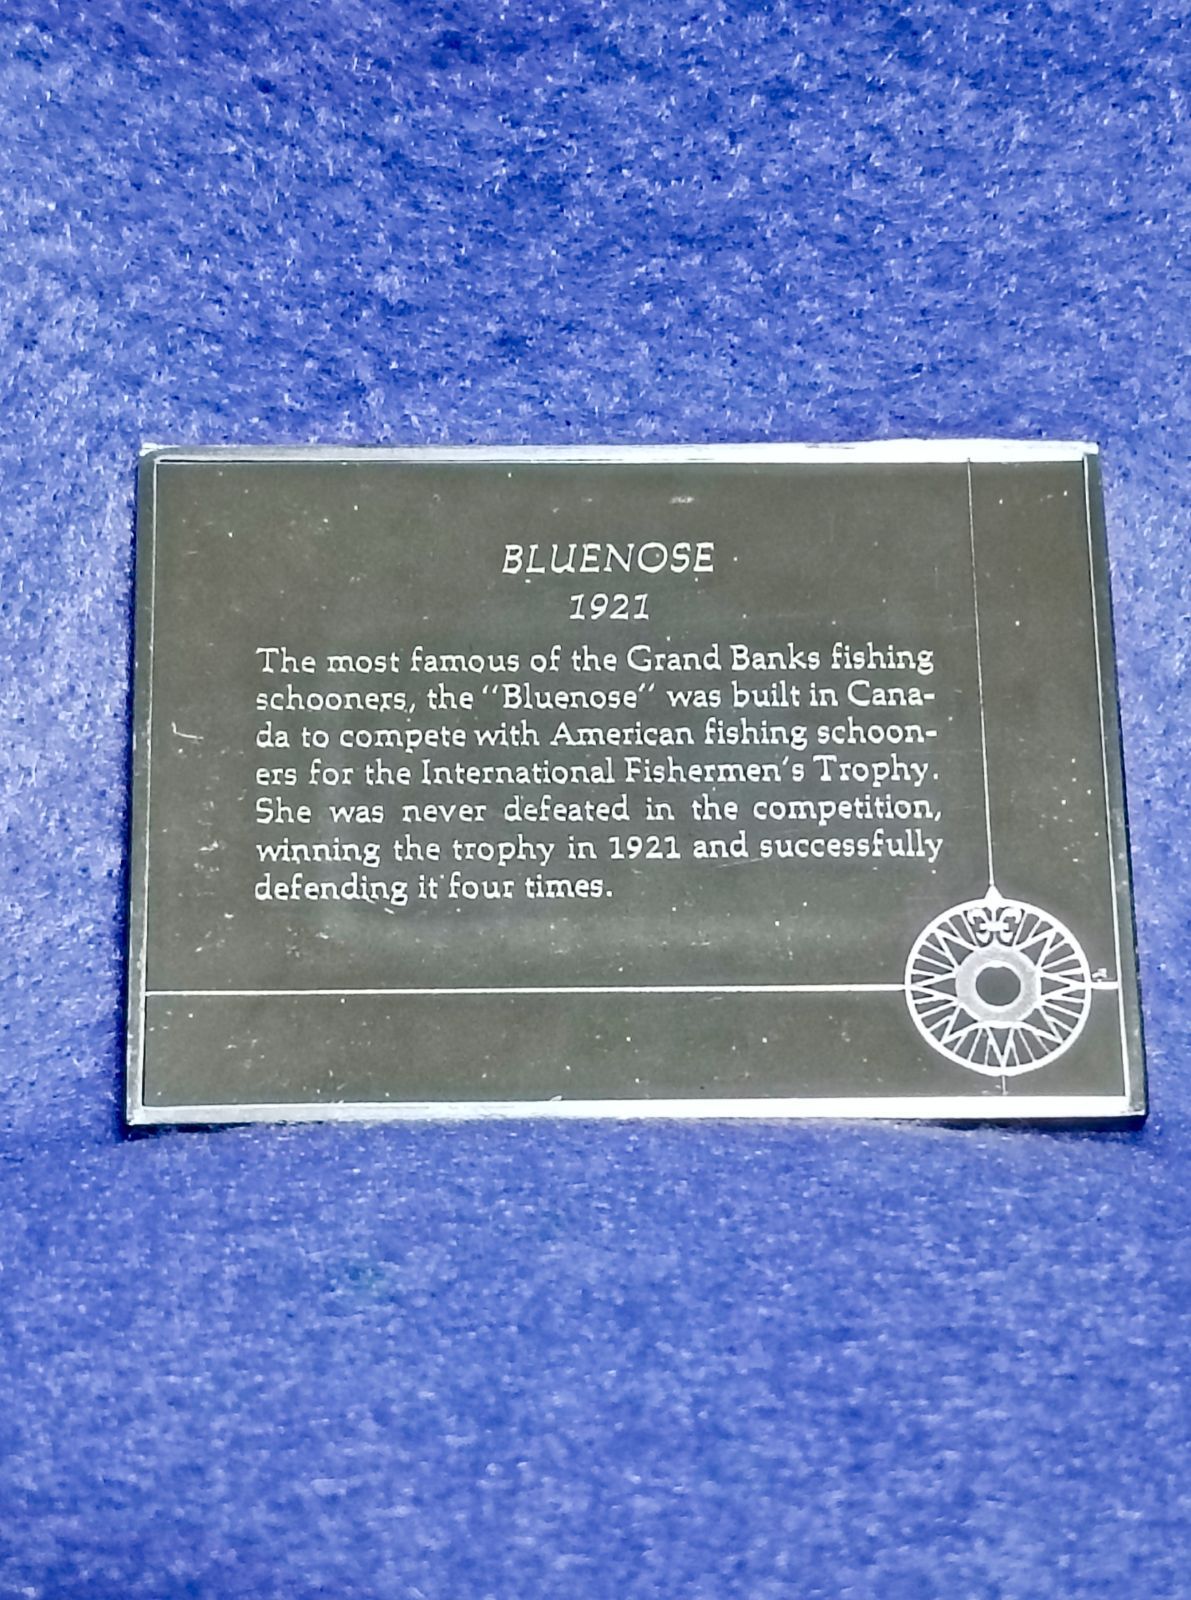 BLUENOSE
1921
The most famous of the Grand Banks fishing
schooners, the "Bluenose" was built in Cana-
da to compete with American fishing schoon-
ers for the International Fishermen's Trophy.
She was never defeated in the competition,
winning the trophy in 1921 and successfully
defending it four times.